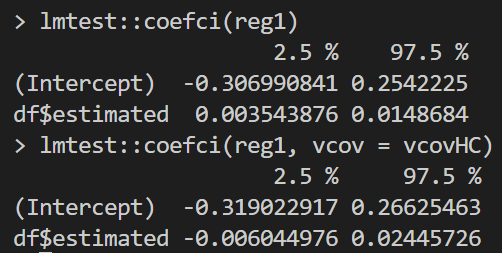 > lmtest::coefci(reg1)
                   2.5 %    97.5 %
(Intercept)  -0.306990841 0.2542225
df$estimated  0.003543876 0.0148684
> lmtest::coefci(reg1, vcov = vcovHC)
                   2.5 %     97.5 %
(Intercept)  -0.319022917 0.26625463
df$estimated -0.006044976 0.02445726